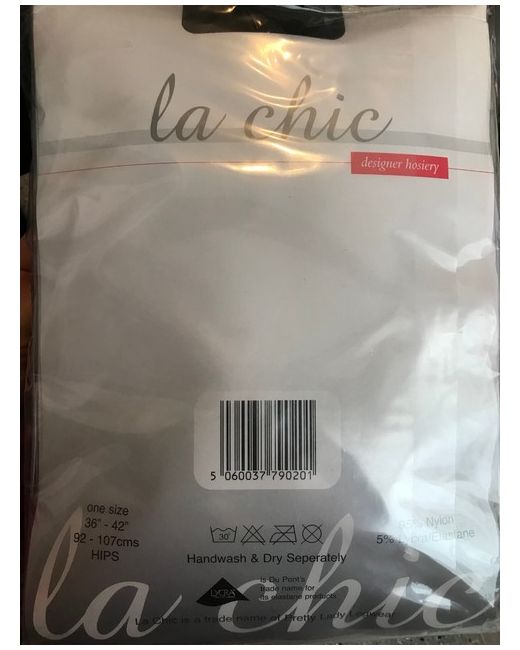 la chic
designer hosiery
5 060037 790201
one size
36" - 42"
92 - 107cms
HIPS
30°
95% Nylon
5% Lycra/Elastane
Handwash & Dry Seperately
LYCRA
is Du Pont's
trade name for
its elastane products
la chic
La Chic is a trade name of Pretty Lady Legwear